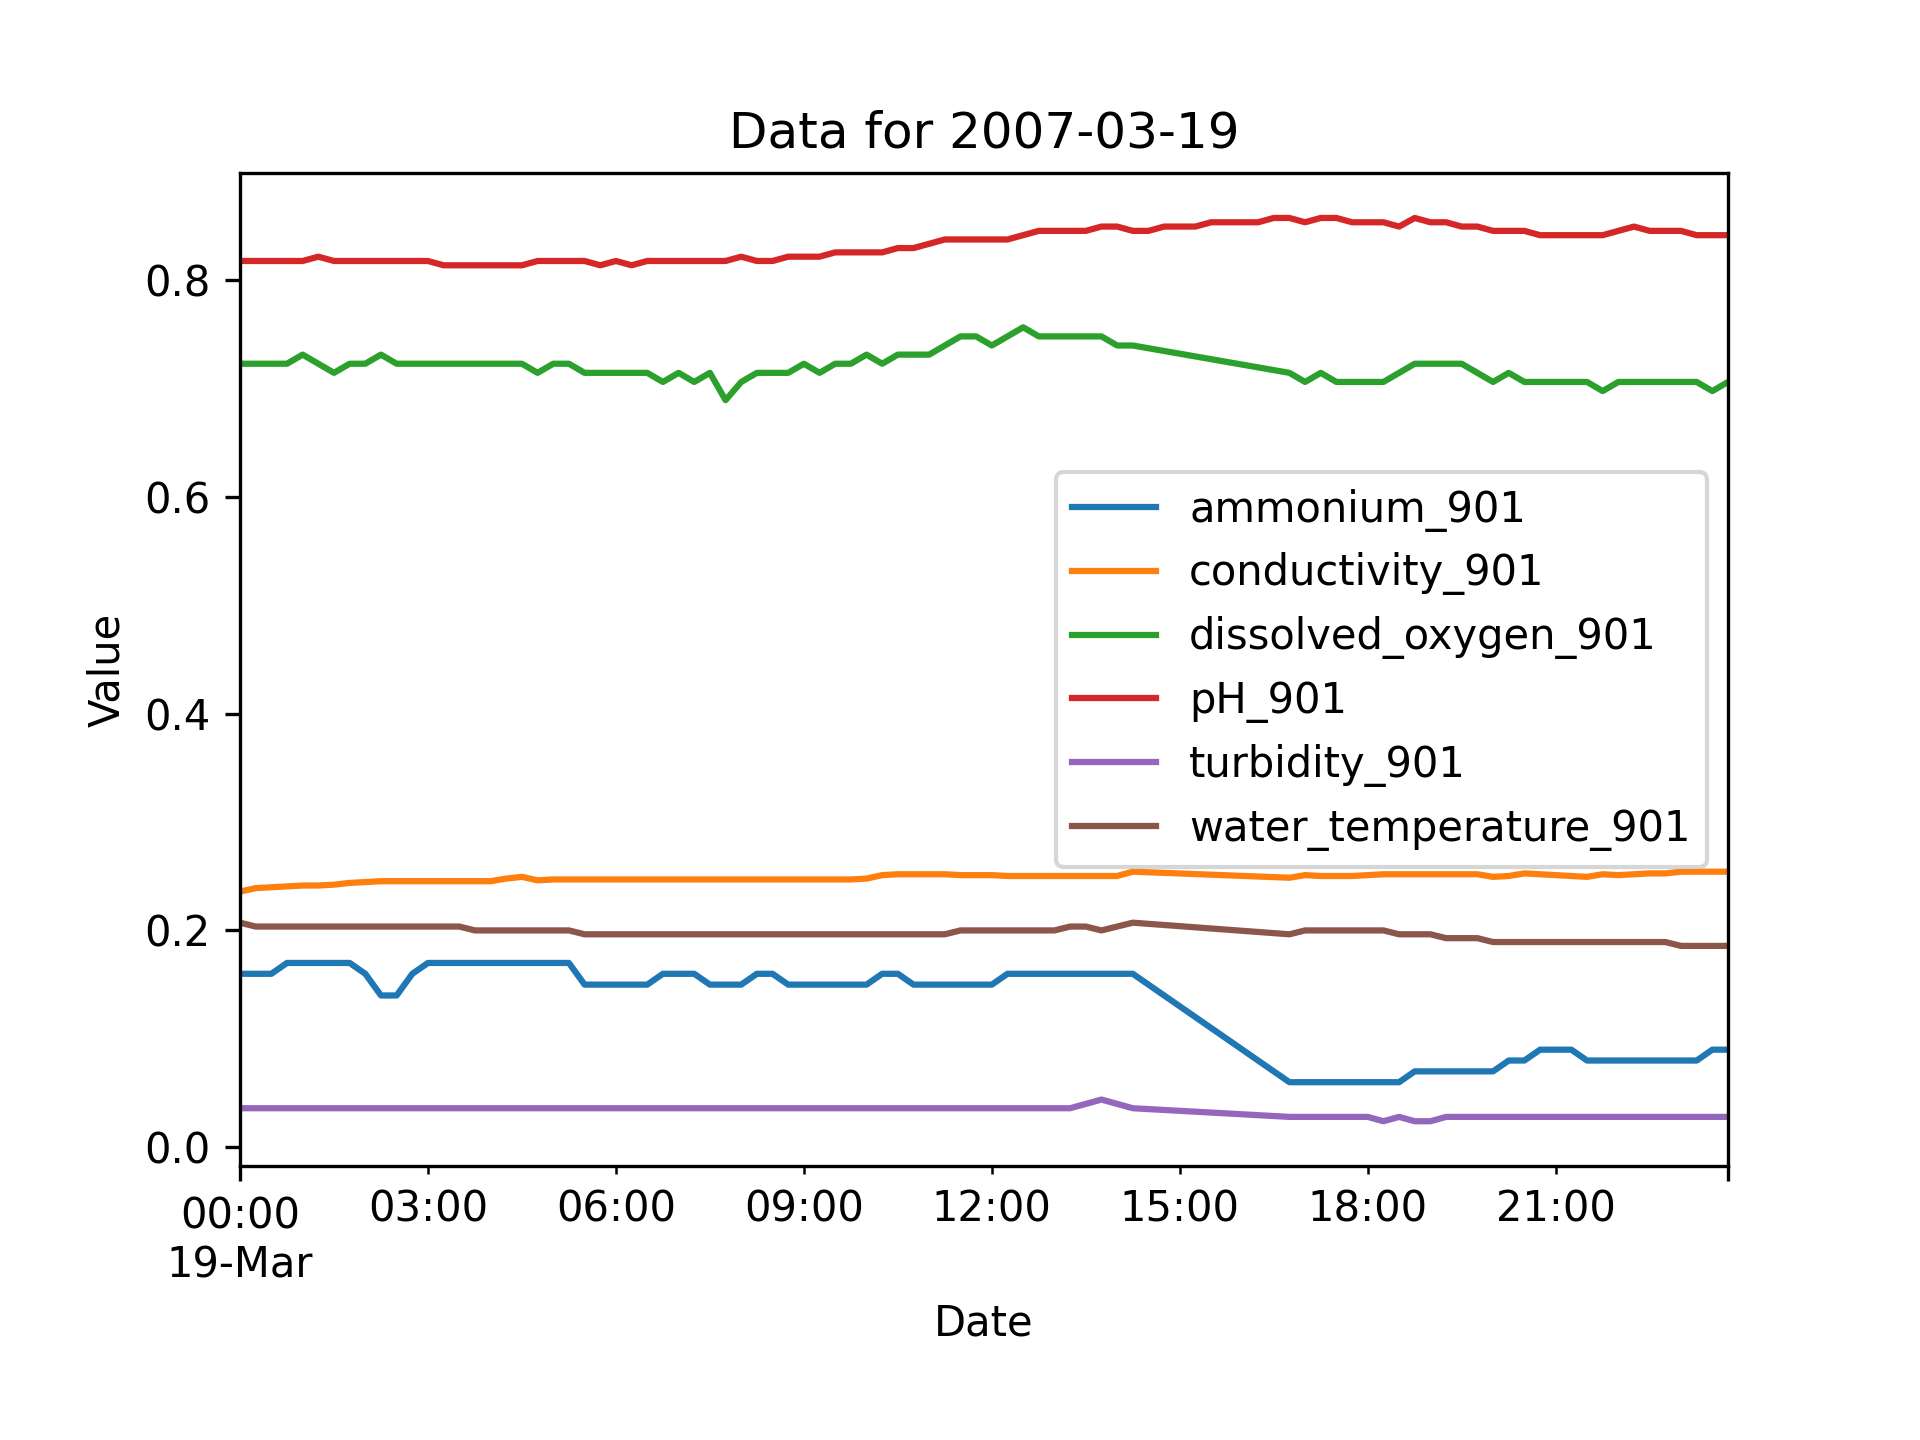 Data for 2007-03-19
Value
0.8
0.6
0.4
0.2
0.0
ammonium_901
conductivity_901
dissolved_oxygen_901
pH_901
turbidity_901
water_temperature_901
00:00
19-Mar
03:00
06:00
09:00
12:00
15:00
18:00
21:00
Date